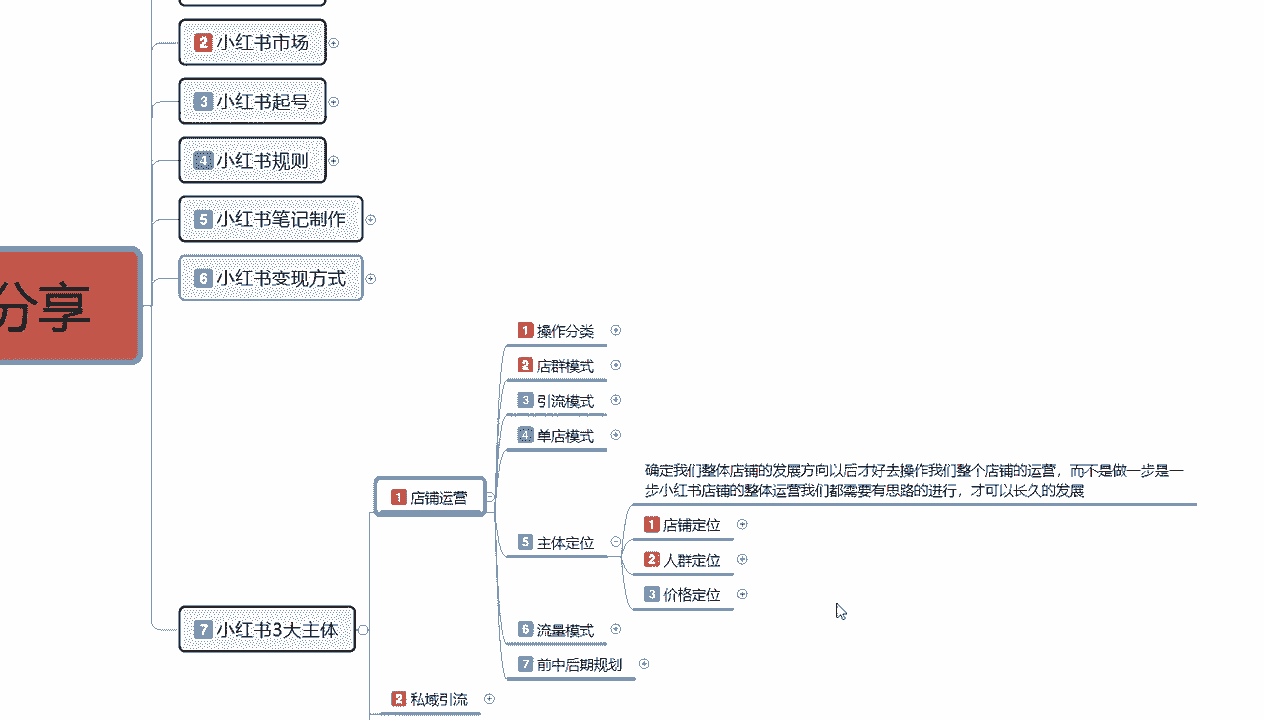 2 小红书市场
3 小红书起号
4 小红书规则
5 小红书笔记制作
6 小红书变现方式
分享
1 操作分类
2 店群模式
3 引流模式
4 单店模式
1 店铺运营
确定我们整体店铺的发展方向以后才好去操作我们整个店铺的运营，而不是做一步是一
步小红书店铺的整体运营我们都需要有思路的进行，才可以长久的发展
5 主体定位
1 店铺定位
2 人群定位
3 价格定位
6 流量模式
7 前中后期规划
7 小红书3大主体
2 私域引流